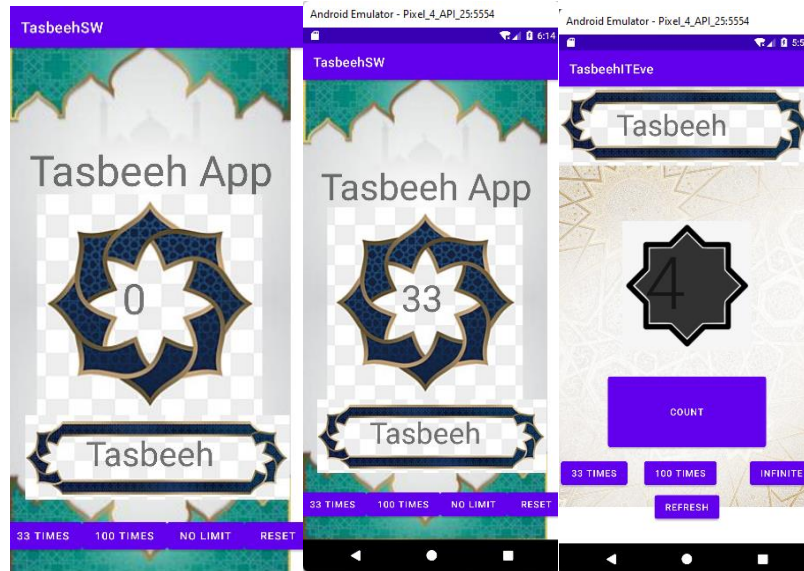 TasbeehSW
Tasbeeh App
0
Tasbeeh
33 TIMES 100 TIMES NO LIMIT RESET
Android Emulator - Pixel_4_API_25:5554
6:14
TasbeehSW
Tasbeeh App
33
Tasbeeh
33 TIMES 100 TIMES NO LIMIT RESET
Android Emulator - Pixel_4_API_25:5554
5:5
TasbeehITEve
Tasbeeh
4
COUNT
33 TIMES 100 TIMES INFINITE
REFRESH